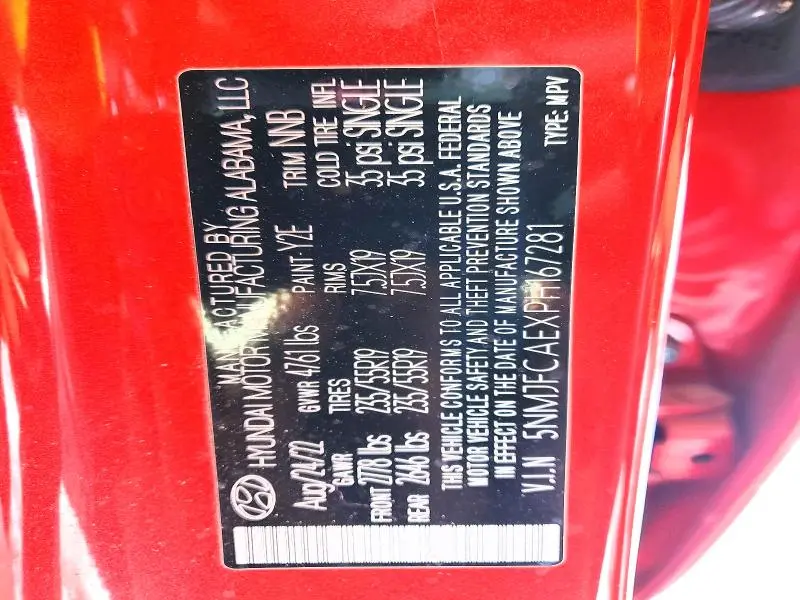 MANUFACTURED BY
HYUNDAI MOTOR MANUFACTURING ALABAMA, LLC
Aug/24/22 GVWR 4761 lbs PAINT Y2E TRIM NNB
GAWR TIRES RIMS COLD TIRE INFL
FRONT 2778 lbs 235/55R19 7.5JX19 35 psi SINGLE
REAR 2646 lbs 235/55R19 7.5JX19 35 psi SINGLE
THIS VEHICLE CONFORMS TO ALL APPLICABLE U.S.A. FEDERAL
MOTOR VEHICLE SAFETY AND THEFT PREVENTION STANDARDS
IN EFFECT ON THE DATE OF MANUFACTURE SHOWN ABOVE
V.I.N 5NMJFCAEXPH167281 TYPE: MPV